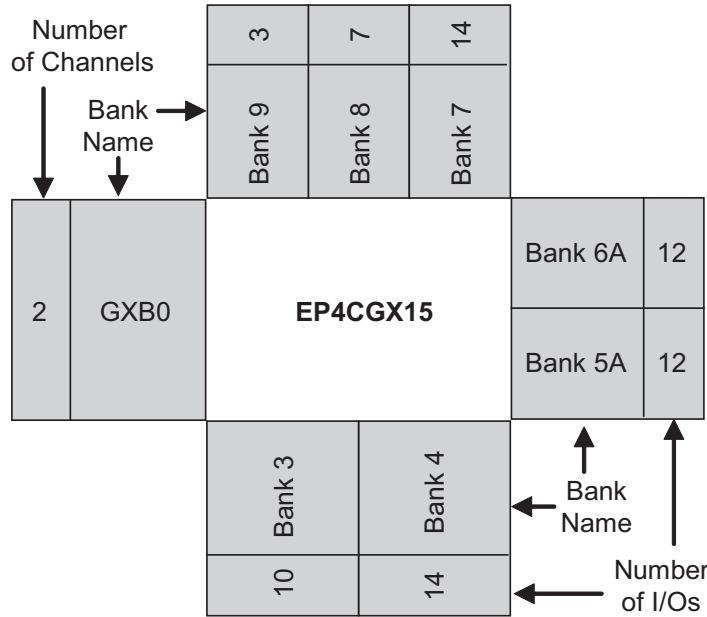 Number
of Channels
3
7
14
Bank
Name
Bank 9
Bank 8
Bank 7
2
GXB0
EP4CGX15
Bank 6A
12
Bank 5A
12
Bank 3
Bank 4
Bank
Name
10
14
Number
of I/Os